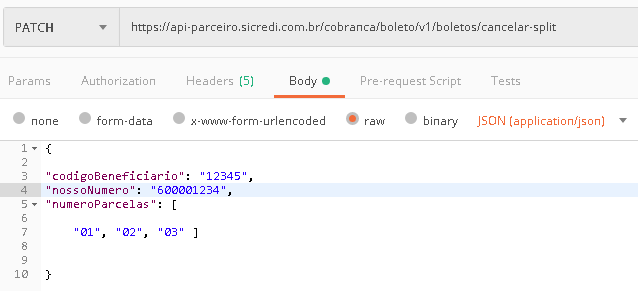 PATCH https://api-parceiro.sicredi.com.br/cobranca/boleto/v1/boletos/cancelar-split
Params Authorization Headers (5) Body Pre-request Script Tests
none form-data x-www-form-urlencoded raw binary JSON (application/json)
1 {
2
3 "codigoBeneficiario": "12345",
4 "nossoNumero": "600001234",
5 "numeroParcelas": [
6
7 "01", "02", "03" ]
8
9
10 }